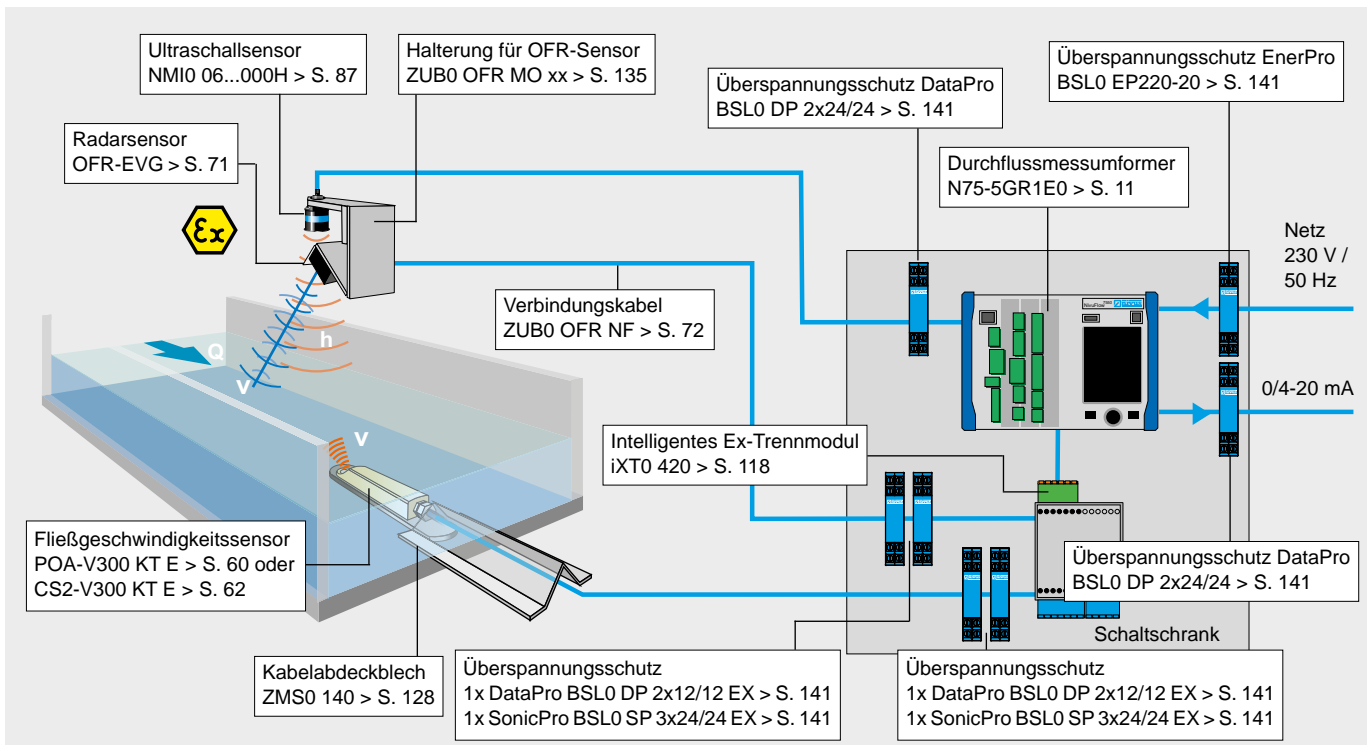 Ultraschallsensor
NMI0 06...000H > S. 87
Halterung für OFR-Sensor
ZUB0 OFR MO xx > S. 135
Überspannungsschutz DataPro
BSL0 DP 2x24/24 > S. 141
Überspannungsschutz EnerPro
BSL0 EP220-20 > S. 141
Radarsensor
OFR-EVG > S. 71
Durchflussmessumformer
N75-5GR1E0 > S. 11
Ex
Netz
230 V /
50 Hz
Verbindungskabel
ZUB0 OFR NF > S. 72
NivuFlow
Q
h
v
0/4-20 mA
v
Intelligentes Ex-Trennmodul
iXT0 420 > S. 118
Fließgeschwindigkeitssensor
POA-V300 KT E > S. 60 oder
CS2-V300 KT E > S. 62
Überspannungsschutz DataPro
BSL0 DP 2x24/24 > S. 141
Schaltschrank
Kabelabdeckblech
ZMS0 140 > S. 128
Überspannungsschutz
1x DataPro BSL0 DP 2x12/12 EX > S. 141
1x SonicPro BSL0 SP 3x24/24 EX > S. 141
Überspannungsschutz
1x DataPro BSL0 DP 2x12/12 EX > S. 141
1x SonicPro BSL0 SP 3x24/24 EX > S. 141